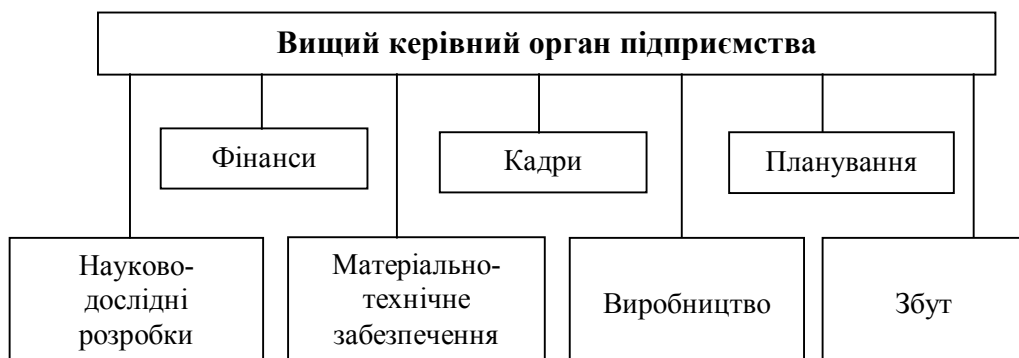 Вищий керівний орган підприємства
Фінанси
Кадри
Планування
Науково-
дослідні
розробки
Матеріально-
технічне
забезпечення
Виробництво
Збут